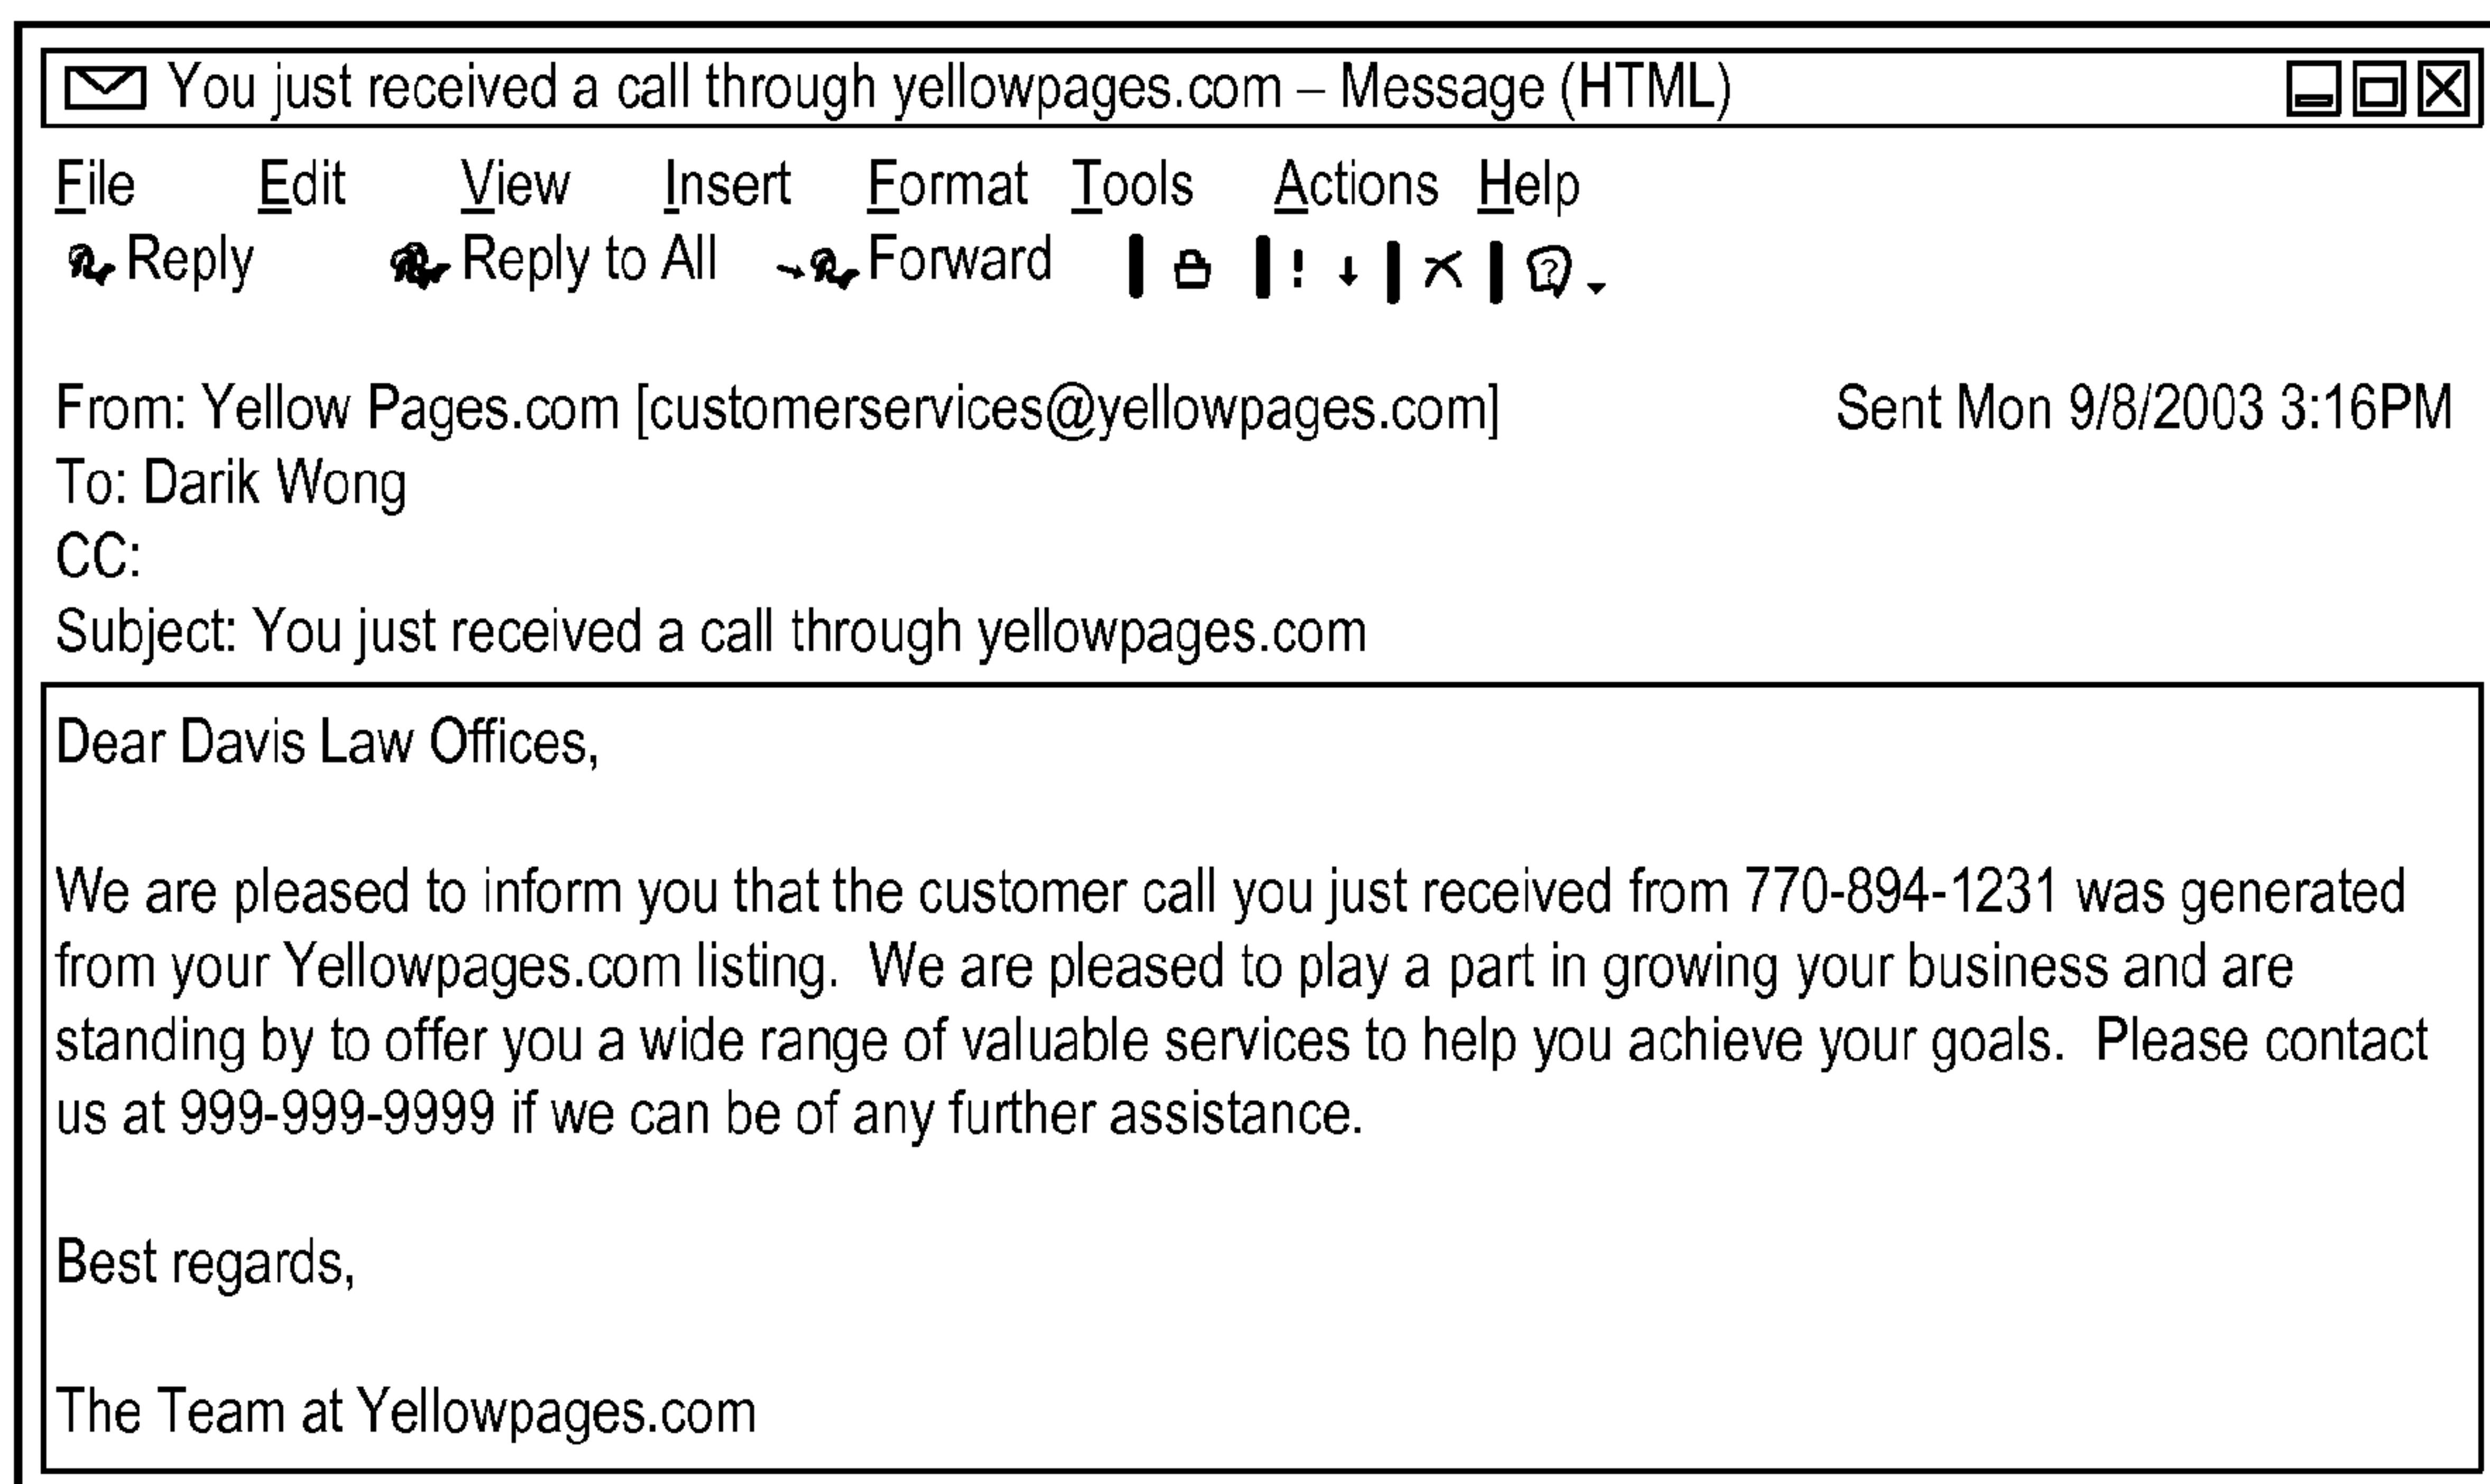 You just received a call through yellowpages.com – Message (HTML)
File Edit View Insert Format Tools Actions Help
Reply Reply to All Forward
From: Yellow Pages.com [customerservices@yellowpages.com] Sent Mon 9/8/2003 3:16PM
To: Darik Wong
CC:
Subject: You just received a call through yellowpages.com
Dear Davis Law Offices,
We are pleased to inform you that the customer call you just received from 770-894-1231 was generated
from your Yellowpages.com listing.  We are pleased to play a part in growing your business and are
standing by to offer you a wide range of valuable services to help you achieve your goals.  Please contact
us at 999-999-9999 if we can be of any further assistance.
Best regards,
The Team at Yellowpages.com